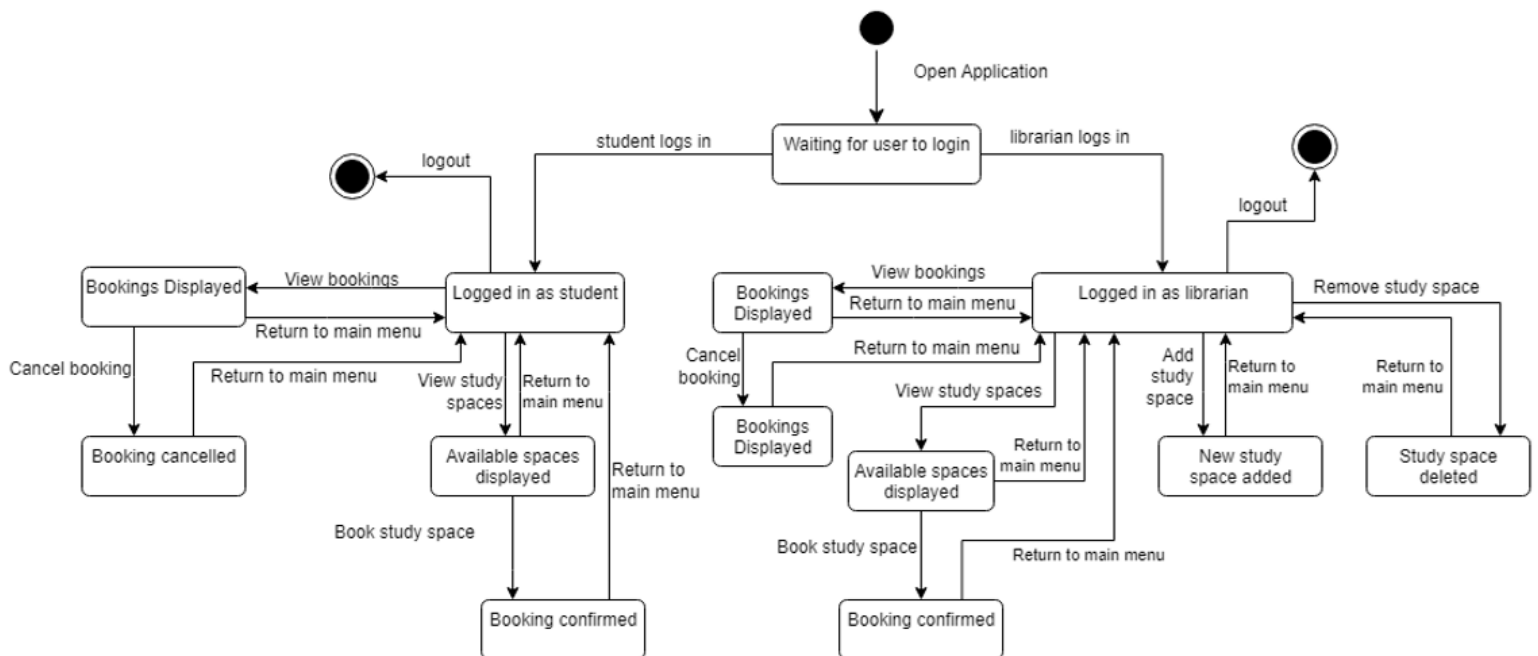 Open Application
Waiting for user to login
student logs in
librarian logs in
logout
logout
Bookings Displayed
View bookings
Logged in as student
Return to main menu
Cancel booking
Return to main menu
View study
spaces
Return to
main menu
Booking cancelled
Available spaces
displayed
Return to
main menu
Book study space
Booking confirmed
Bookings
Displayed
View bookings
Return to main menu
Logged in as librarian
Remove study space
Cancel
booking
Return to main menu
View study spaces
Add
study
space
Return to
main menu
Return to
main menu
Bookings
Displayed
Available spaces
displayed
Return to
main menu
New study
space added
Study space
deleted
Book study space
Return to main menu
Booking confirmed